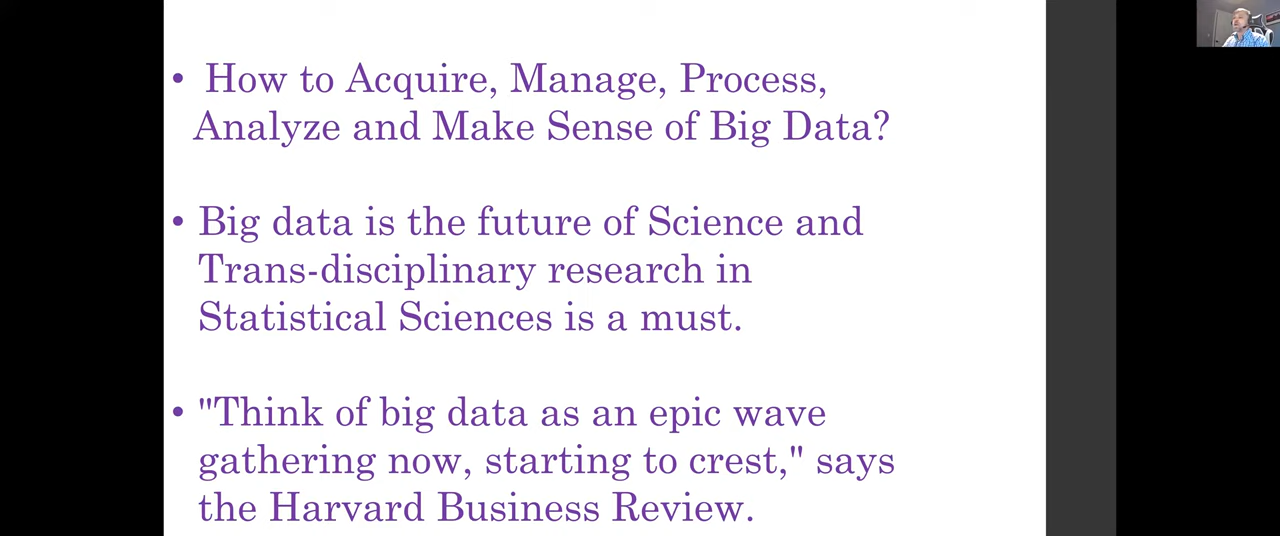 • How to Acquire, Manage, Process,
Analyze and Make Sense of Big Data?
• Big data is the future of Science and
Trans-disciplinary research in
Statistical Sciences is a must.
• "Think of big data as an epic wave
gathering now, starting to crest," says
the Harvard Business Review.